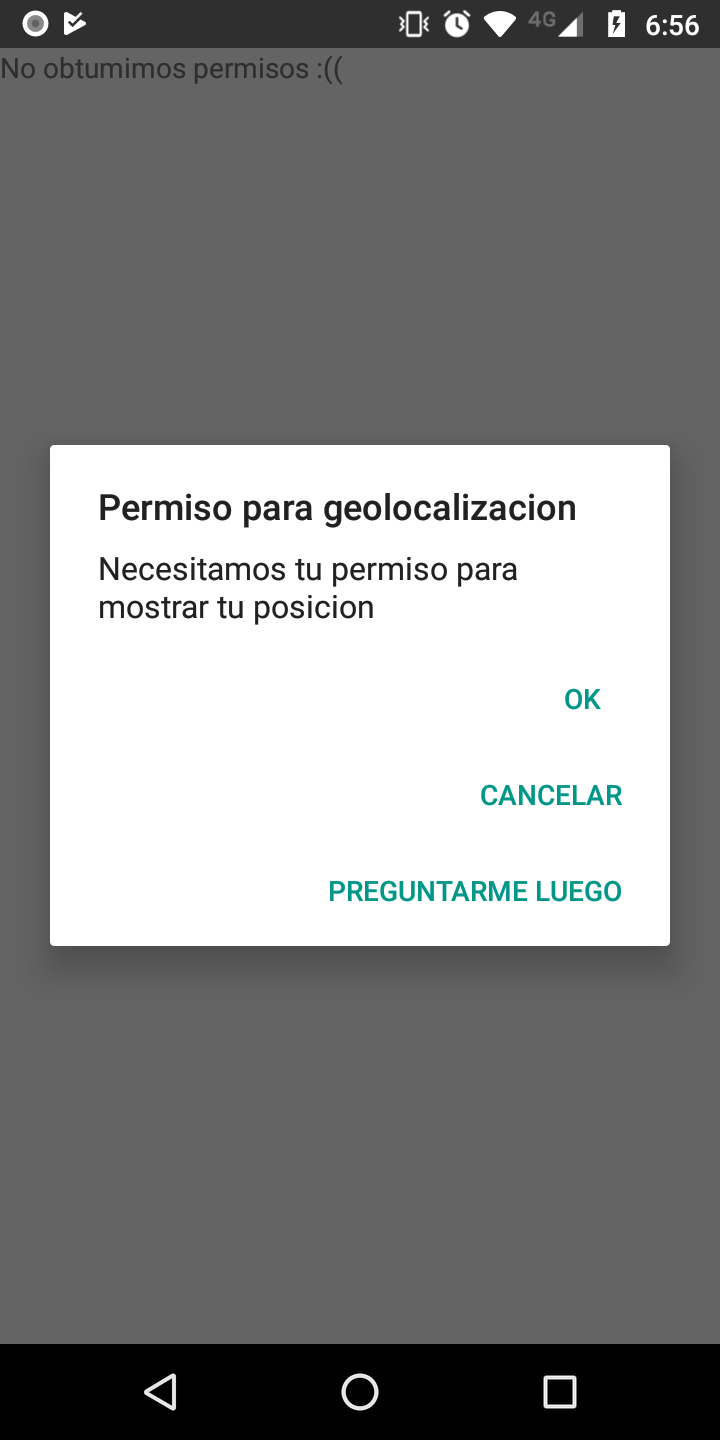 4G 6:56
No obtumimos permisos :((
Permiso para geolocalizacion
Necesitamos tu permiso para
mostrar tu posicion
OK
CANCELAR
PREGUNTARME LUEGO